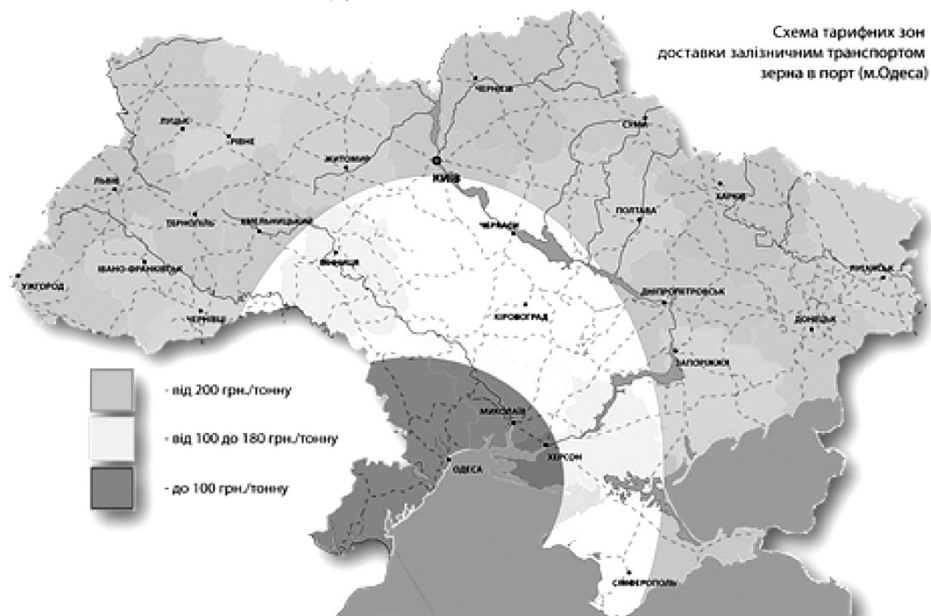 Схема тарифних зон
доставки залізничним транспортом
зерна в порт (м.Одеса)
ЧЕРНІГІВ
ЛУЦЬК
РІВНЕ
СУМИ
ЖИТОМИР
КИЇВ
ЛЬВІВ
ХАРКІВ
ТЕРНОПІЛЬ
ХМЕЛЬНИЦЬКИЙ
ПОЛТАВА
ЧЕРКАСИ
ВІННИЦЯ
ІВАНО-ФРАНКІВСЬК
ЛУГАНСЬК
УЖГОРОД
ДНІПРОПЕТРОВСЬК
ЧЕРНІВЦІ
КІРОВОГРАД
ДОНЕЦЬК
ЗАПОРІЖЖЯ
- від 200 грн./тонну
МИКОЛАЇВ
- від 100 до 180 грн./тонну
ХЕРСОН
ОДЕСА
- до 100 грн./тонну
СІМФЕРОПОЛЬ